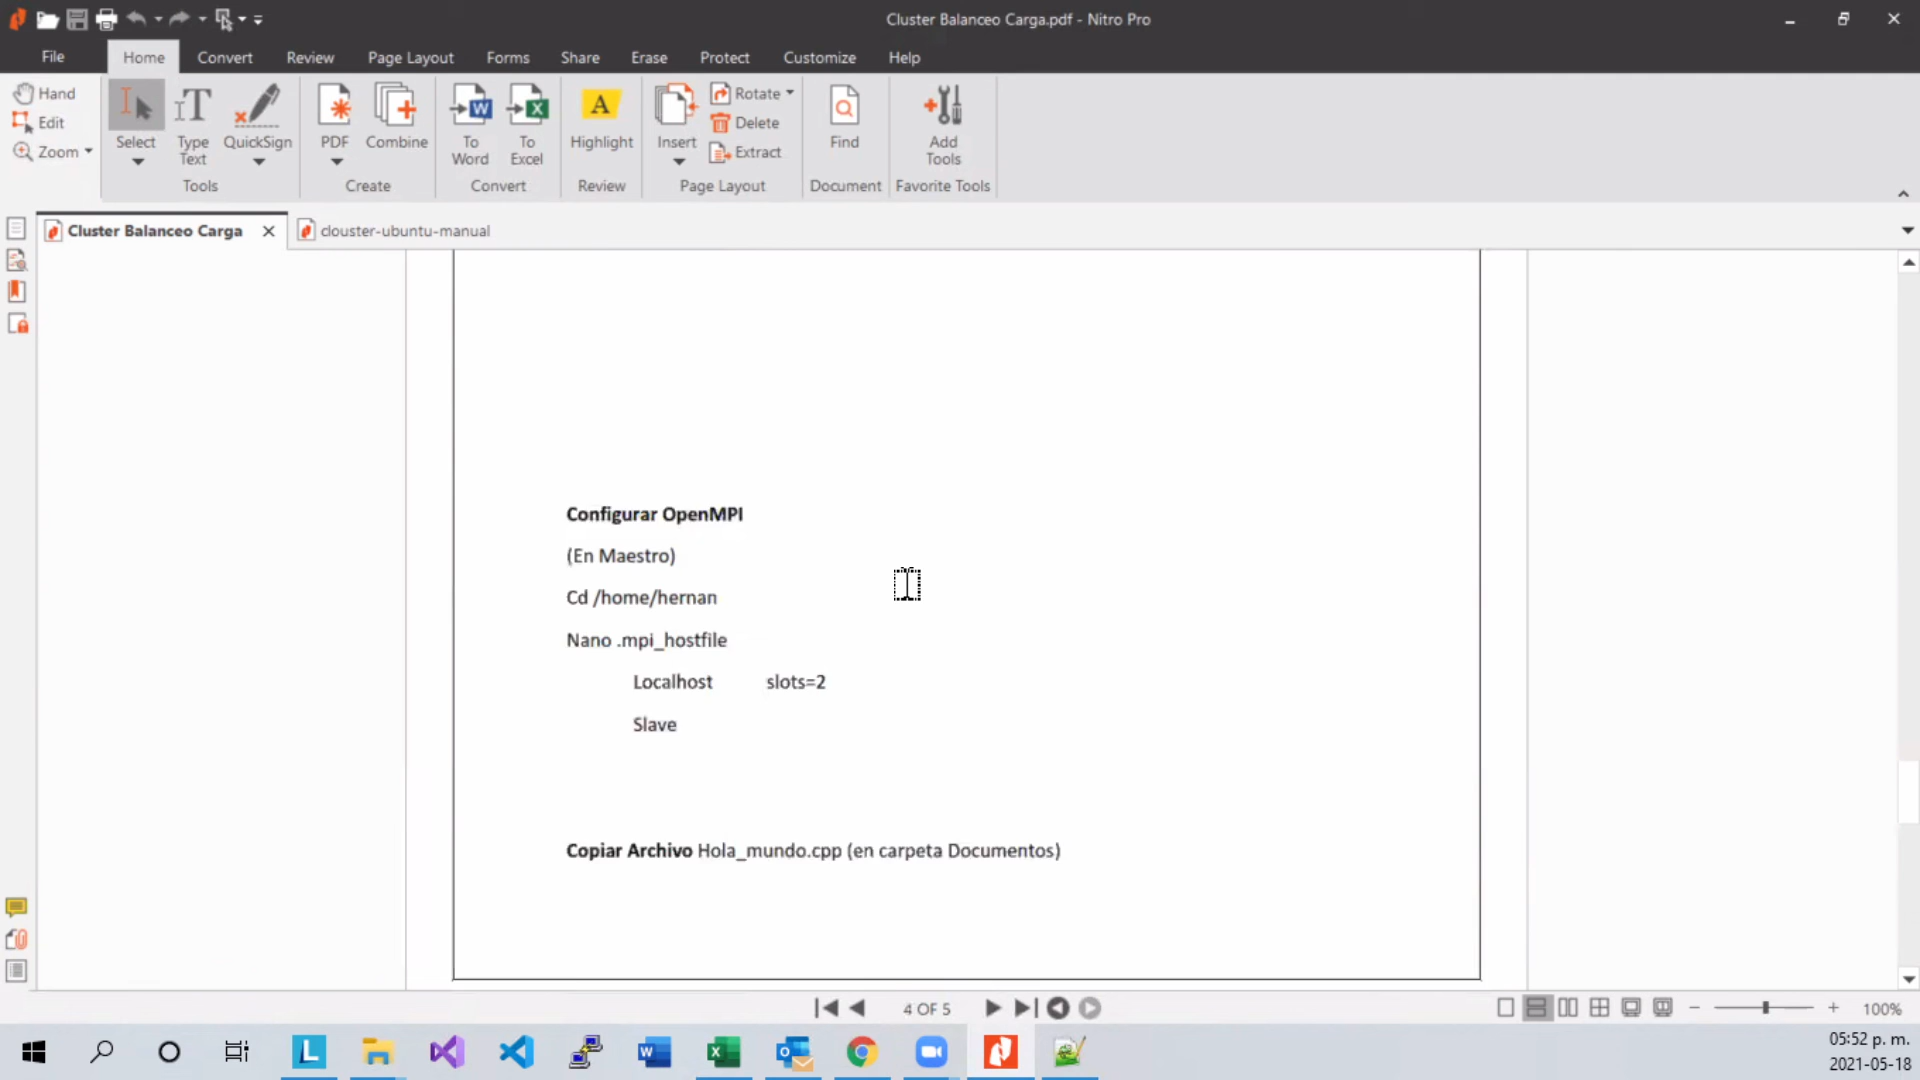 Cluster Balanceo Carga.pdf - Nitro Pro
File Home Convert Review Page Layout Forms Share Erase Protect Customize Help
Hand
Edit
Zoom
Select
Type Text
QuickSign
Tools
PDF
Combine
Create
To Word
To Excel
Convert
Highlight
Review
Insert
Rotate
Delete
Extract
Page Layout
Find
Document
Add Tools
Favorite Tools
Cluster Balanceo Carga
clouster-ubuntu-manual
Configurar OpenMPI
(En Maestro)
Cd /home/hernan
Nano .mpi_hostfile
Localhost slots=2
Slave
Copiar Archivo Hola_mundo.cpp (en carpeta Documentos)
4 OF 5
100%
05:52 p. m.
2021-05-18